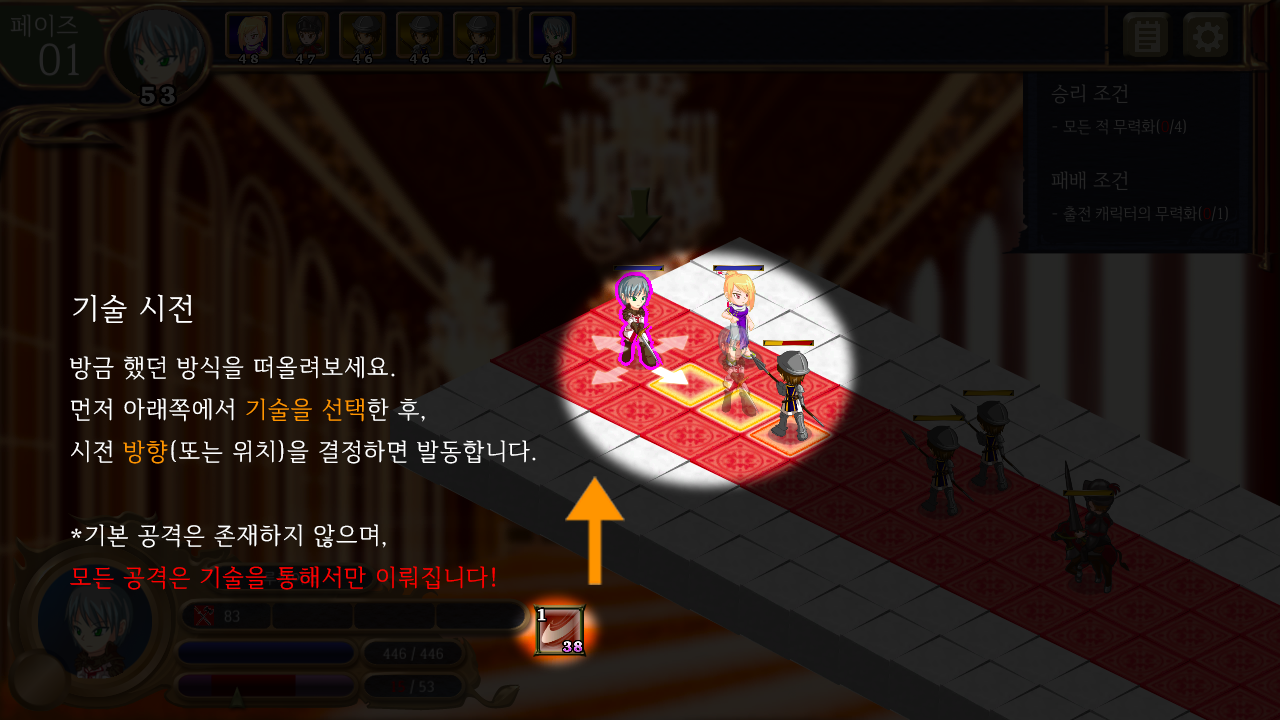 페이즈
01
53
48
47
46
46
46
68
승리 조건
- 모든 적 무력화(0/4)
패배 조건
- 출전 캐릭터의 무력화(0/1)
기술 시전
방금 했던 방식을 떠올려보세요.
먼저 아래쪽에서 기술을 선택한 후,
시전 방향(또는 위치)을 결정하면 발동합니다.
*기본 공격은 존재하지 않으며,
모든 공격은 기술을 통해서만 이뤄집니다!
83
446 / 446
/ 53
1
38